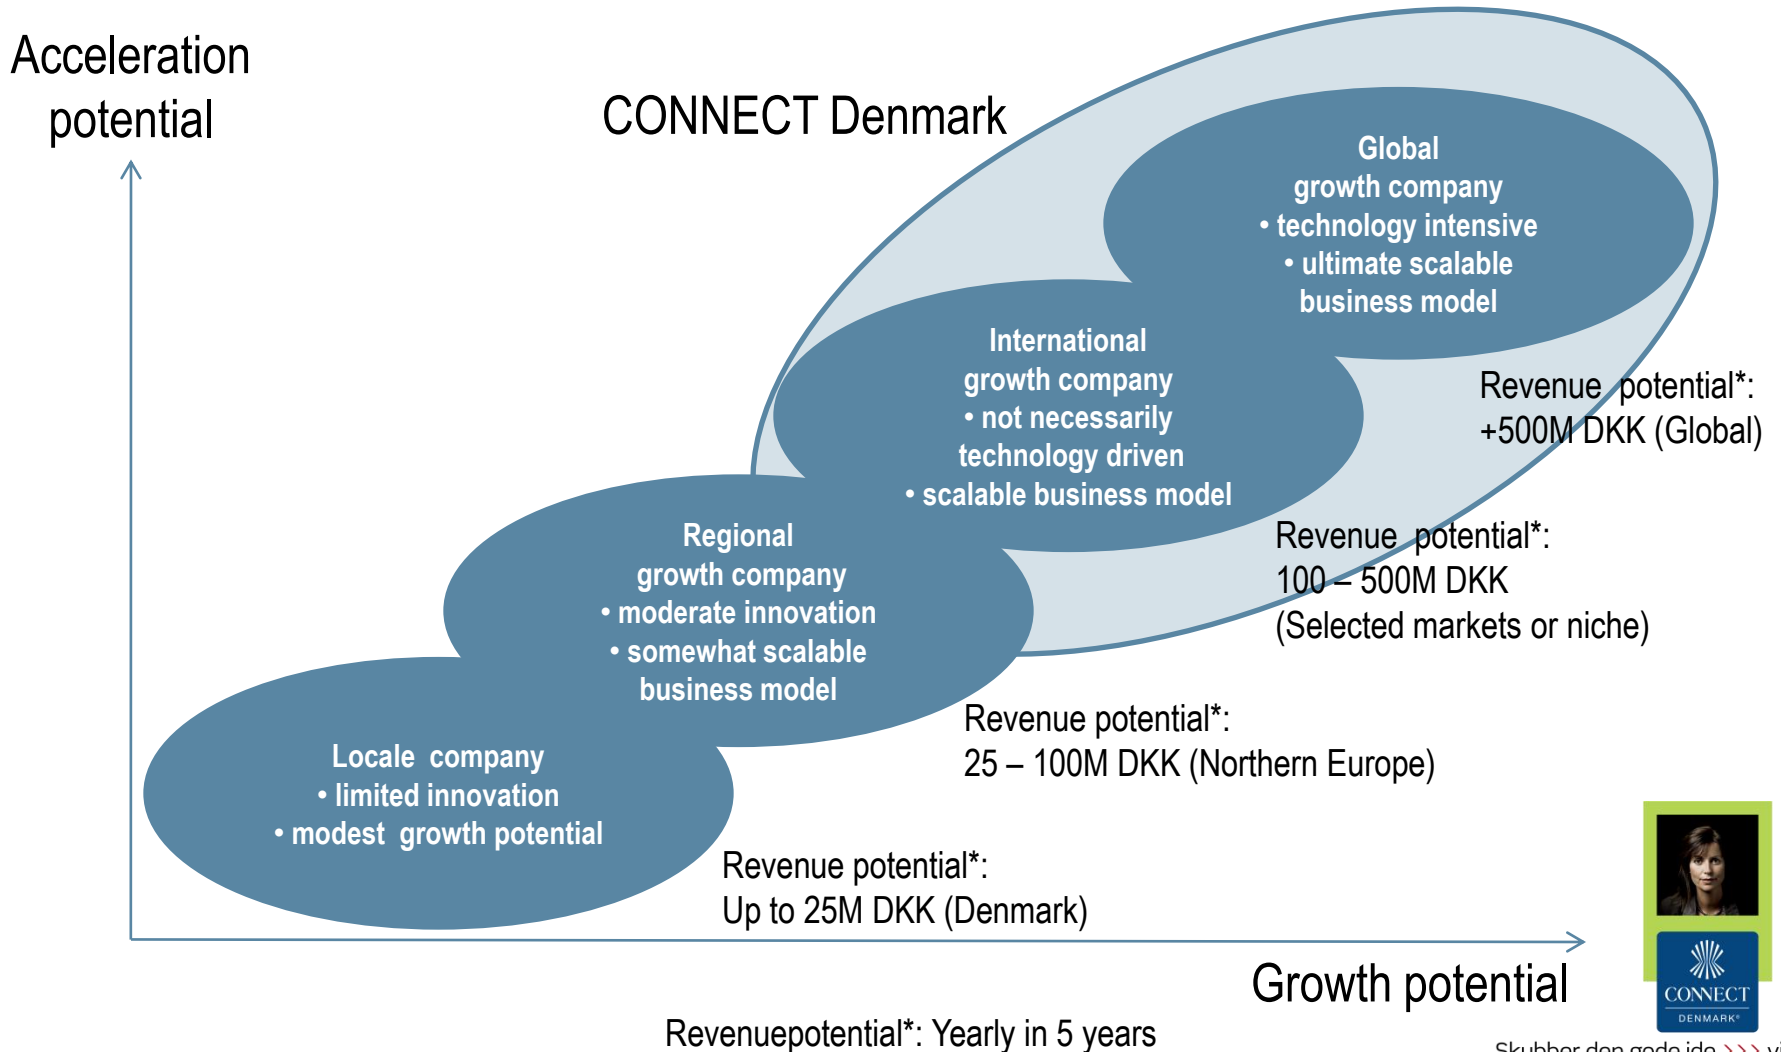 Acceleration
potential
CONNECT Denmark
Global
growth company
• technology intensive
• ultimate scalable
business model
International
growth company
• not necessarily
technology driven
• scalable business model
Revenue potential*:
+500M DKK (Global)
Regional
growth company
• moderate innovation
• somewhat scalable
business model
Revenue potential*:
100 – 500M DKK
(Selected markets or niche)
Locale company
• limited innovation
• modest growth potential
Revenue potential*:
25 – 100M DKK (Northern Europe)
Revenue potential*:
Up to 25M DKK (Denmark)
Growth potential
Revenuepotential*: Yearly in 5 years
CONNECT
DENMARK®
Skubber den gode ide >>>